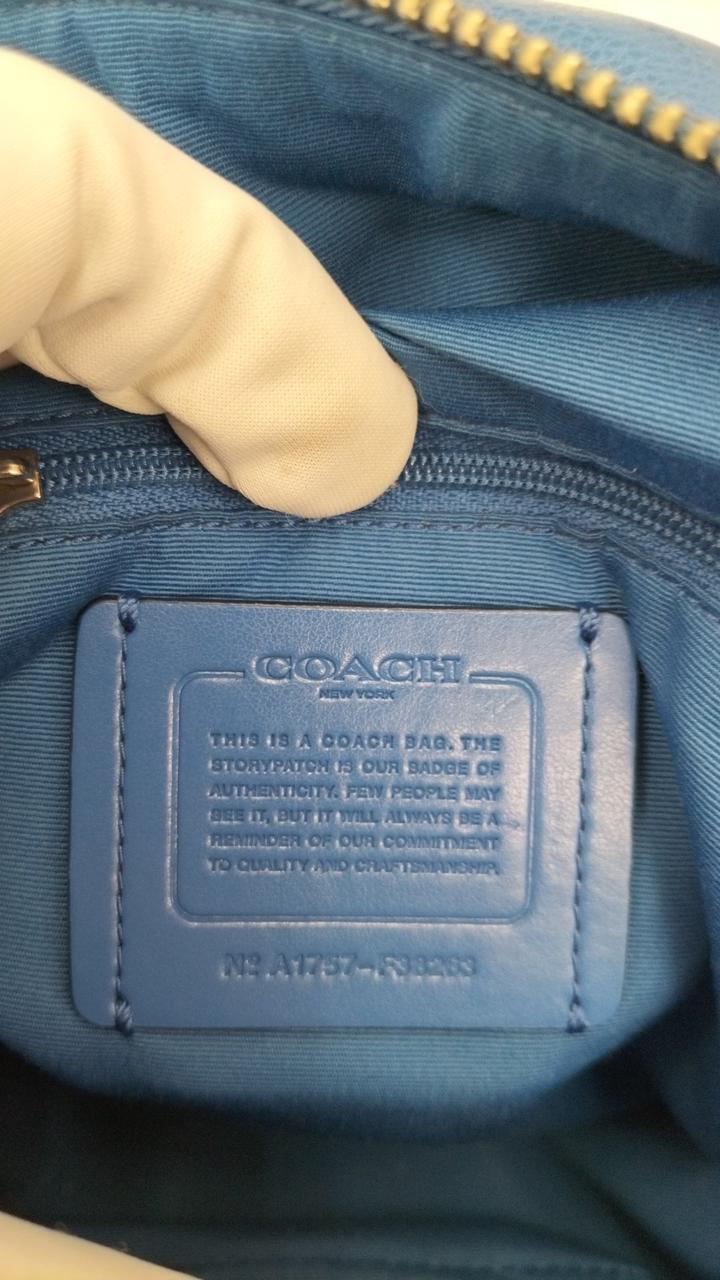 COACH
NEW YORK
THIS IS A COACH BAG. THE
STORYPATCH IS OUR BADGE OF
AUTHENTICITY. FEW PEOPLE MAY
SEE IT, BUT IT WILL ALWAYS BE A
REMINDER OF OUR COMMITMENT
TO QUALITY AND CRAFTSMANSHIP.
Nº A1757-F38283